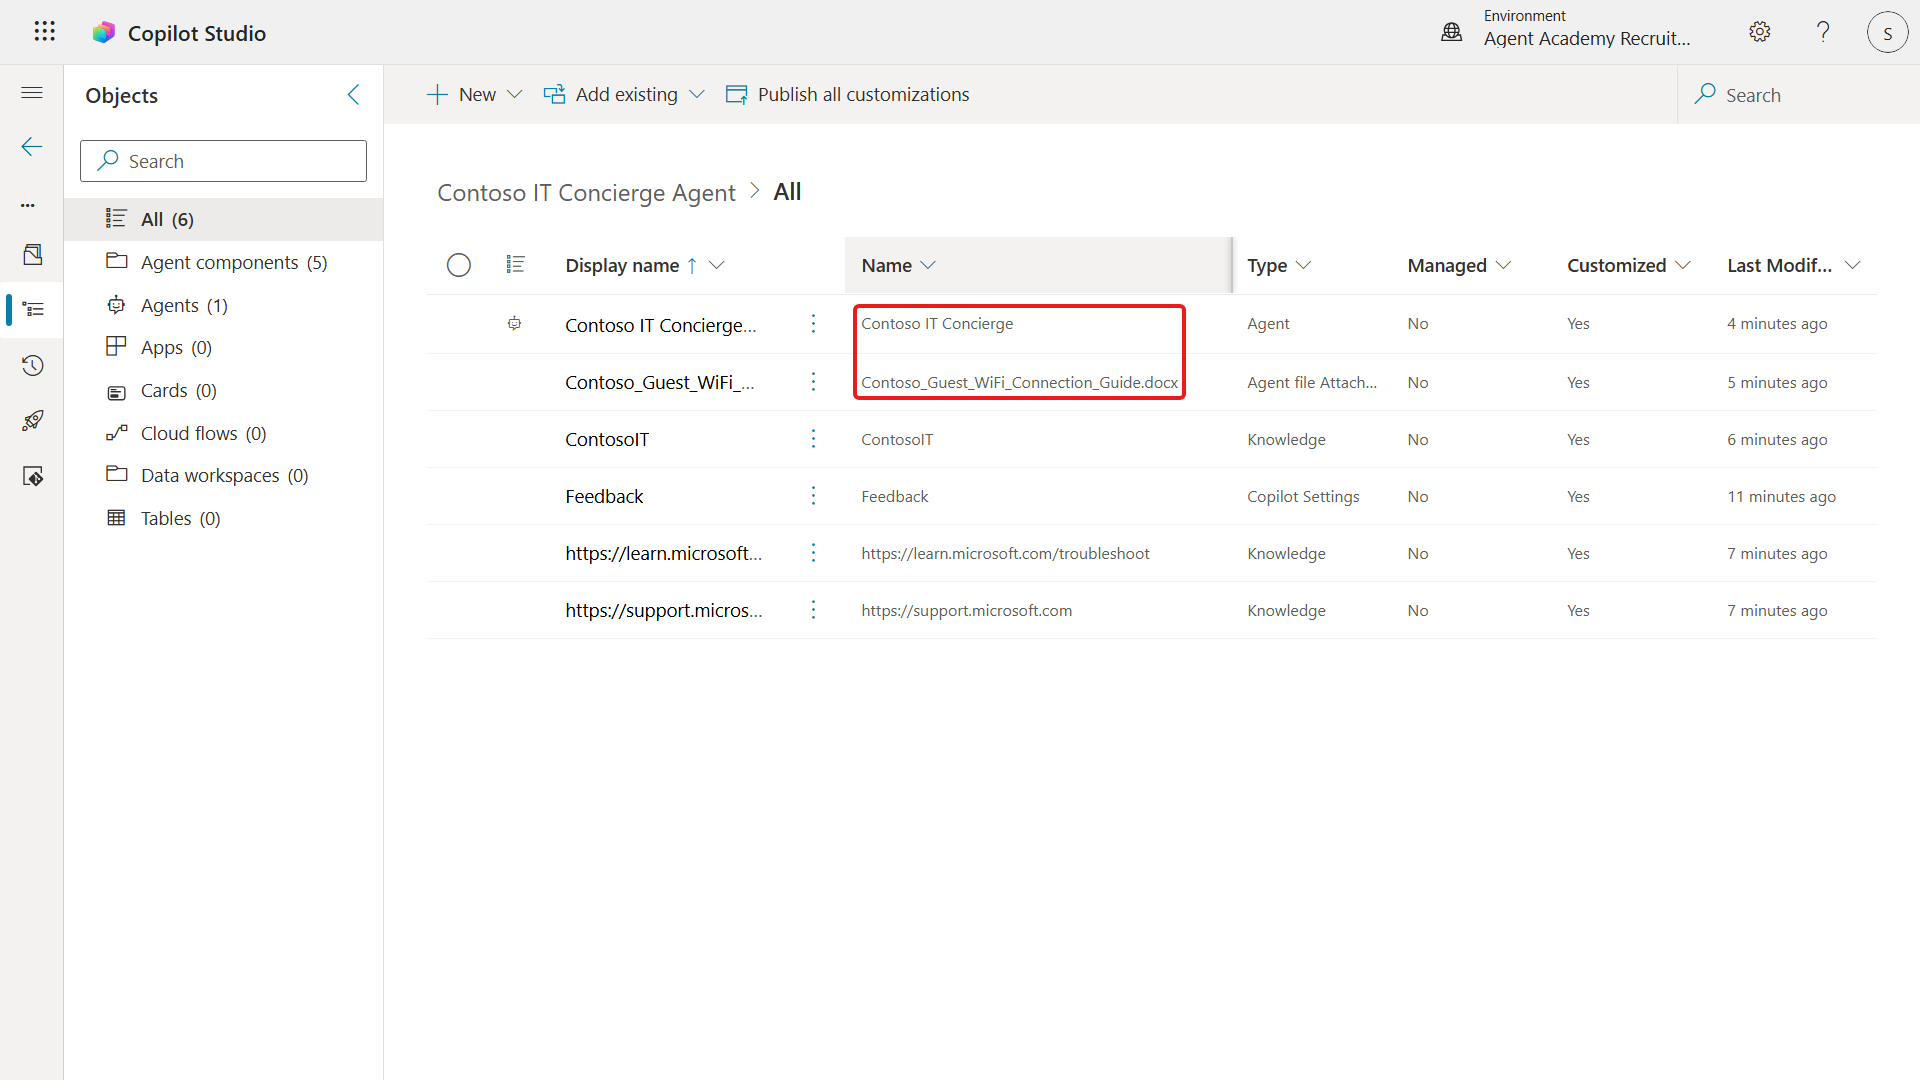 Copilot Studio
Environment
Agent Academy Recruit...
?
S
Objects
New
Add existing
Publish all customizations
Search
Search
All (6)
Agent components (5)
Agents (1)
Apps (0)
Cards (0)
Cloud flows (0)
Data workspaces (0)
Tables (0)
Contoso IT Concierge Agent > All
Display name ↑ Name Type Managed Customized Last Modif...
Contoso IT Concierge... Contoso IT Concierge Agent No Yes 4 minutes ago
Contoso_Guest_WiFi_... Contoso_Guest_WiFi_Connection_Guide.docx Agent file Attach... No Yes 5 minutes ago
ContosoIT ContosoIT Knowledge No Yes 6 minutes ago
Feedback Feedback Copilot Settings No Yes 11 minutes ago
https://learn.microsoft... https://learn.microsoft.com/troubleshoot Knowledge No Yes 7 minutes ago
https://support.micros... https://support.microsoft.com Knowledge No Yes 7 minutes ago